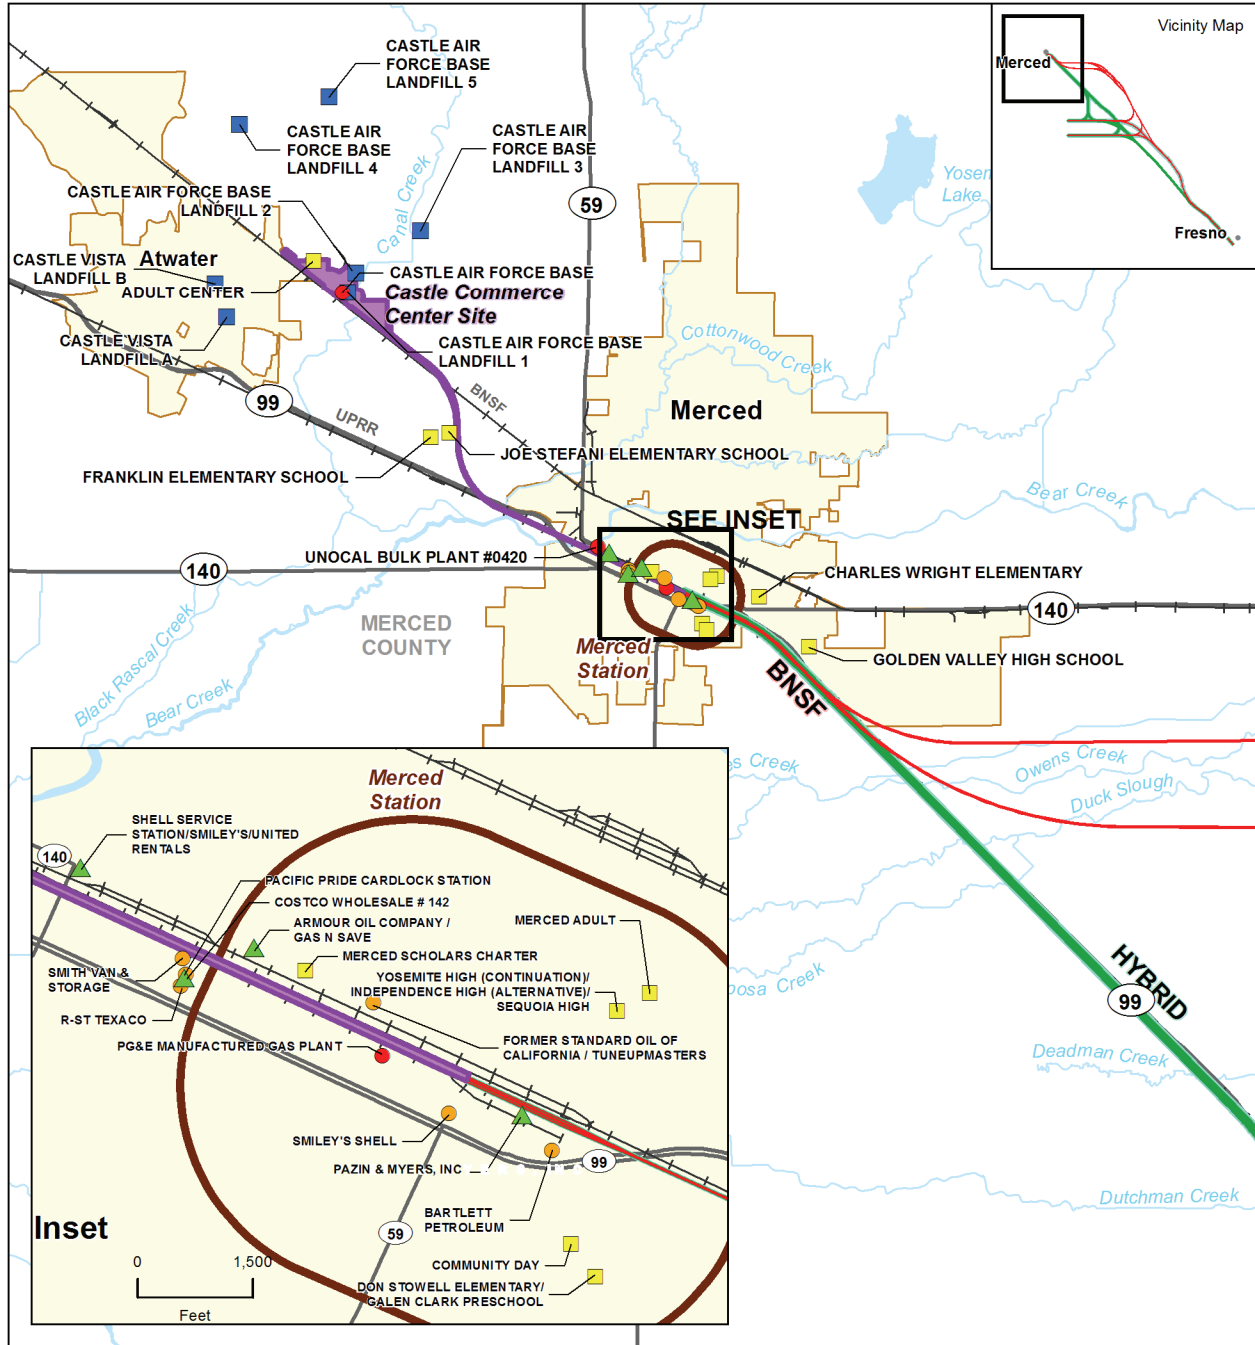 Vicinity Map
Merced
Fresno
CASTLE AIR
FORCE BASE
LANDFILL 5
CASTLE AIR
FORCE BASE
LANDFILL 4
CASTLE AIR
FORCE BASE
LANDFILL 3
CASTLE AIR FORCE BASE
LANDFILL 2
Canal Creek
59
Lake
CASTLE VISTA
LANDFILL B
Atwater
ADULT CENTER
CASTLE AIR FORCE BASE
Castle Commerce
Center Site
CASTLE VISTA
LANDFILL A
CASTLE AIR FORCE BASE
LANDFILL 1
Cottonwood Creek
99
UPRR
BNSF
Merced
FRANKLIN ELEMENTARY SCHOOL
JOE STEFANI ELEMENTARY SCHOOL
Bear Creek
SEE INSET
UNOCAL BULK PLANT #0420
140
CHARLES WRIGHT ELEMENTARY
140
MERCED
COUNTY
Merced
Station
GOLDEN VALLEY HIGH SCHOOL
Black Rascal Creek
Bear Creek
BNSF
es Creek
Owens Creek
Duck Slough
osa Creek
HYBRID
99
Deadman Creek
Dutchman Creek
Merced
Station
SHELL SERVICE
STATION/SMILEY'S/UNITED
RENTALS
140
PACIFIC PRIDE CARDLOCK STATION
COSTCO WHOLESALE # 142
ARMOUR OIL COMPANY /
GAS N SAVE
MERCED ADULT
MERCED SCHOLARS CHARTER
SMITH VAN &
STORAGE
YOSEMITE HIGH (CONTINUATION)/
INDEPENDENCE HIGH (ALTERNATIVE)/
SEQUOIA HIGH
R-ST TEXACO
PG&E MANUFACTURED GAS PLANT
FORMER STANDARD OIL OF
CALIFORNIA / TUNEUPMASTERS
SMILEY'S SHELL
PAZIN & MYERS, INC
99
BARTLETT
PETROLEUM
59
COMMUNITY DAY
DON STOWELL ELEMENTARY/
GALEN CLARK PRESCHOOL
Inset
0 1,500
Feet